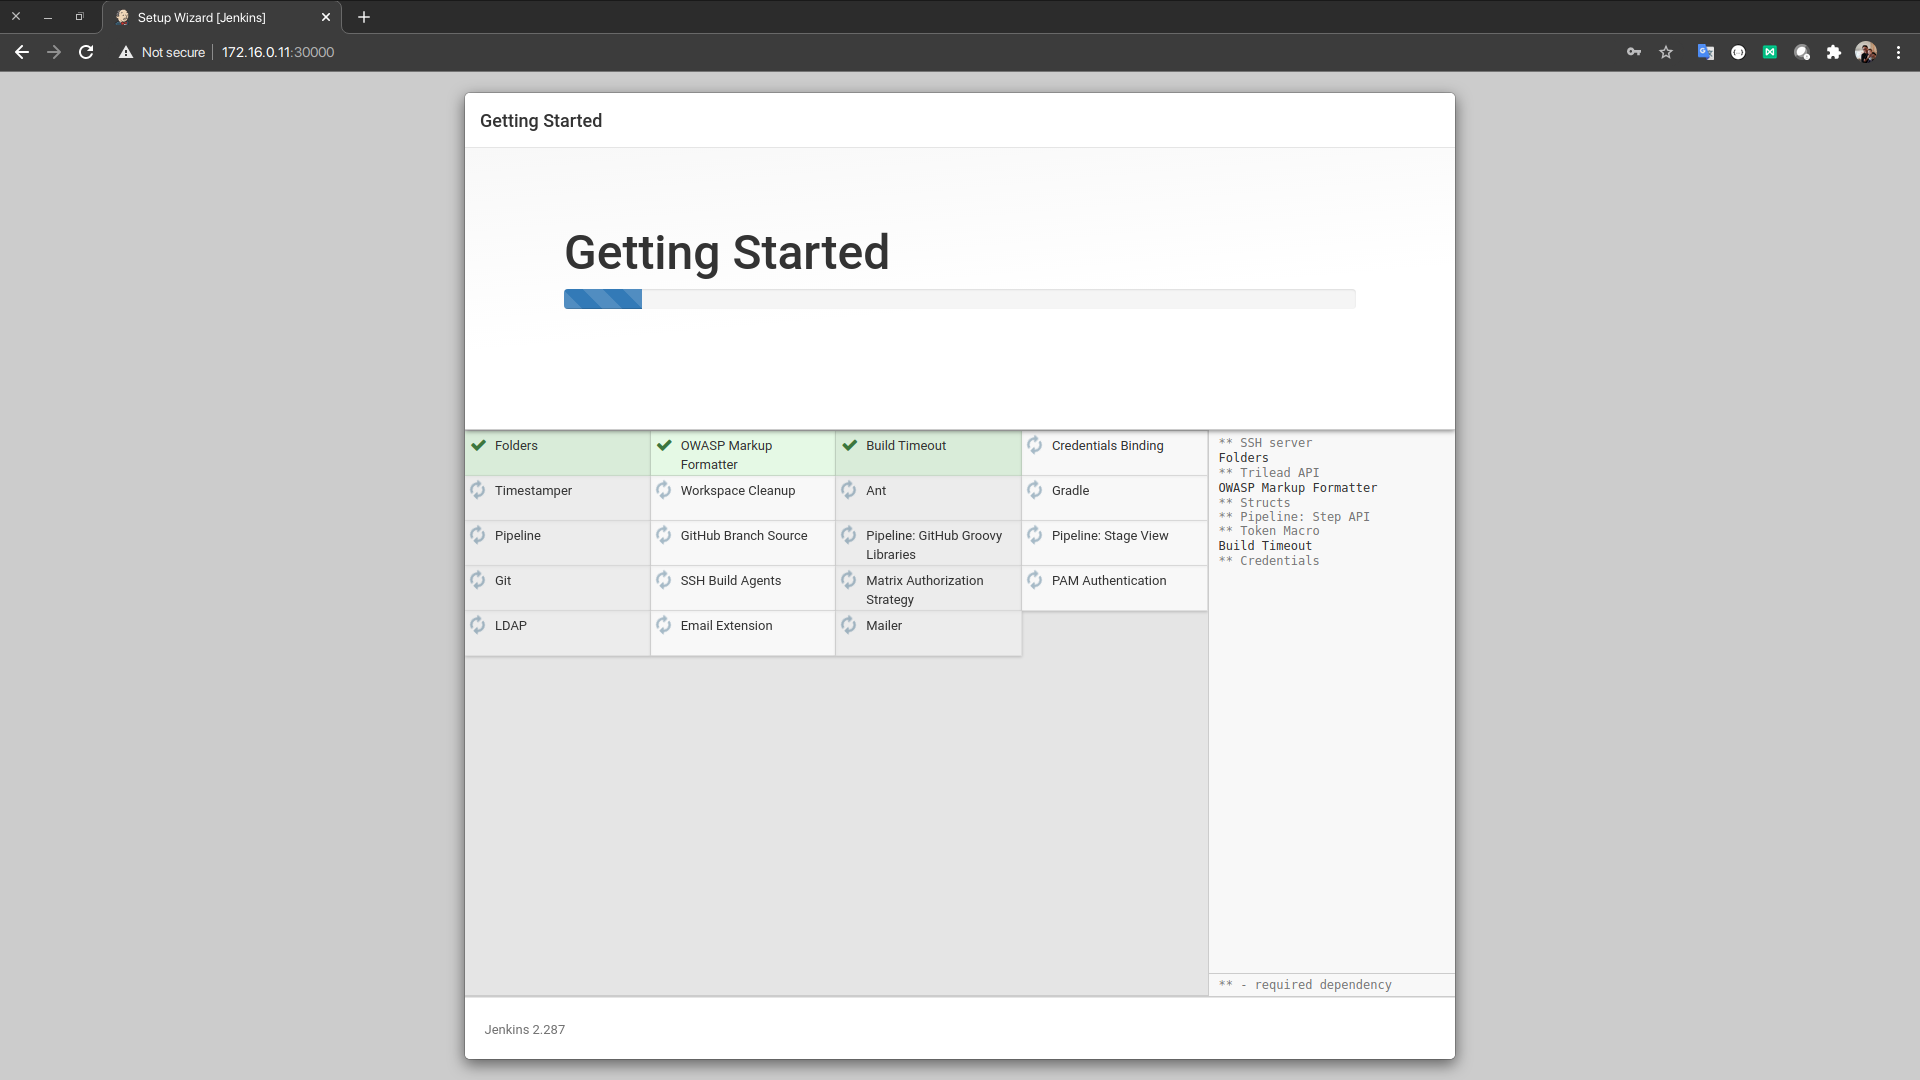 Setup Wizard [Jenkins]
Not secure
172.16.0.11:30000
Getting Started
Getting Started
Folders
OWASP Markup
Formatter
Build Timeout
Credentials Binding
Timestamper
Workspace Cleanup
Ant
Gradle
Pipeline
GitHub Branch Source
Pipeline: GitHub Groovy
Libraries
Pipeline: Stage View
Git
SSH Build Agents
Matrix Authorization
Strategy
PAM Authentication
LDAP
Email Extension
Mailer
** SSH server
Folders
** Trilead API
OWASP Markup Formatter
** Structs
** Pipeline: Step API
** Token Macro
Build Timeout
** Credentials
** - required dependency
Jenkins 2.287